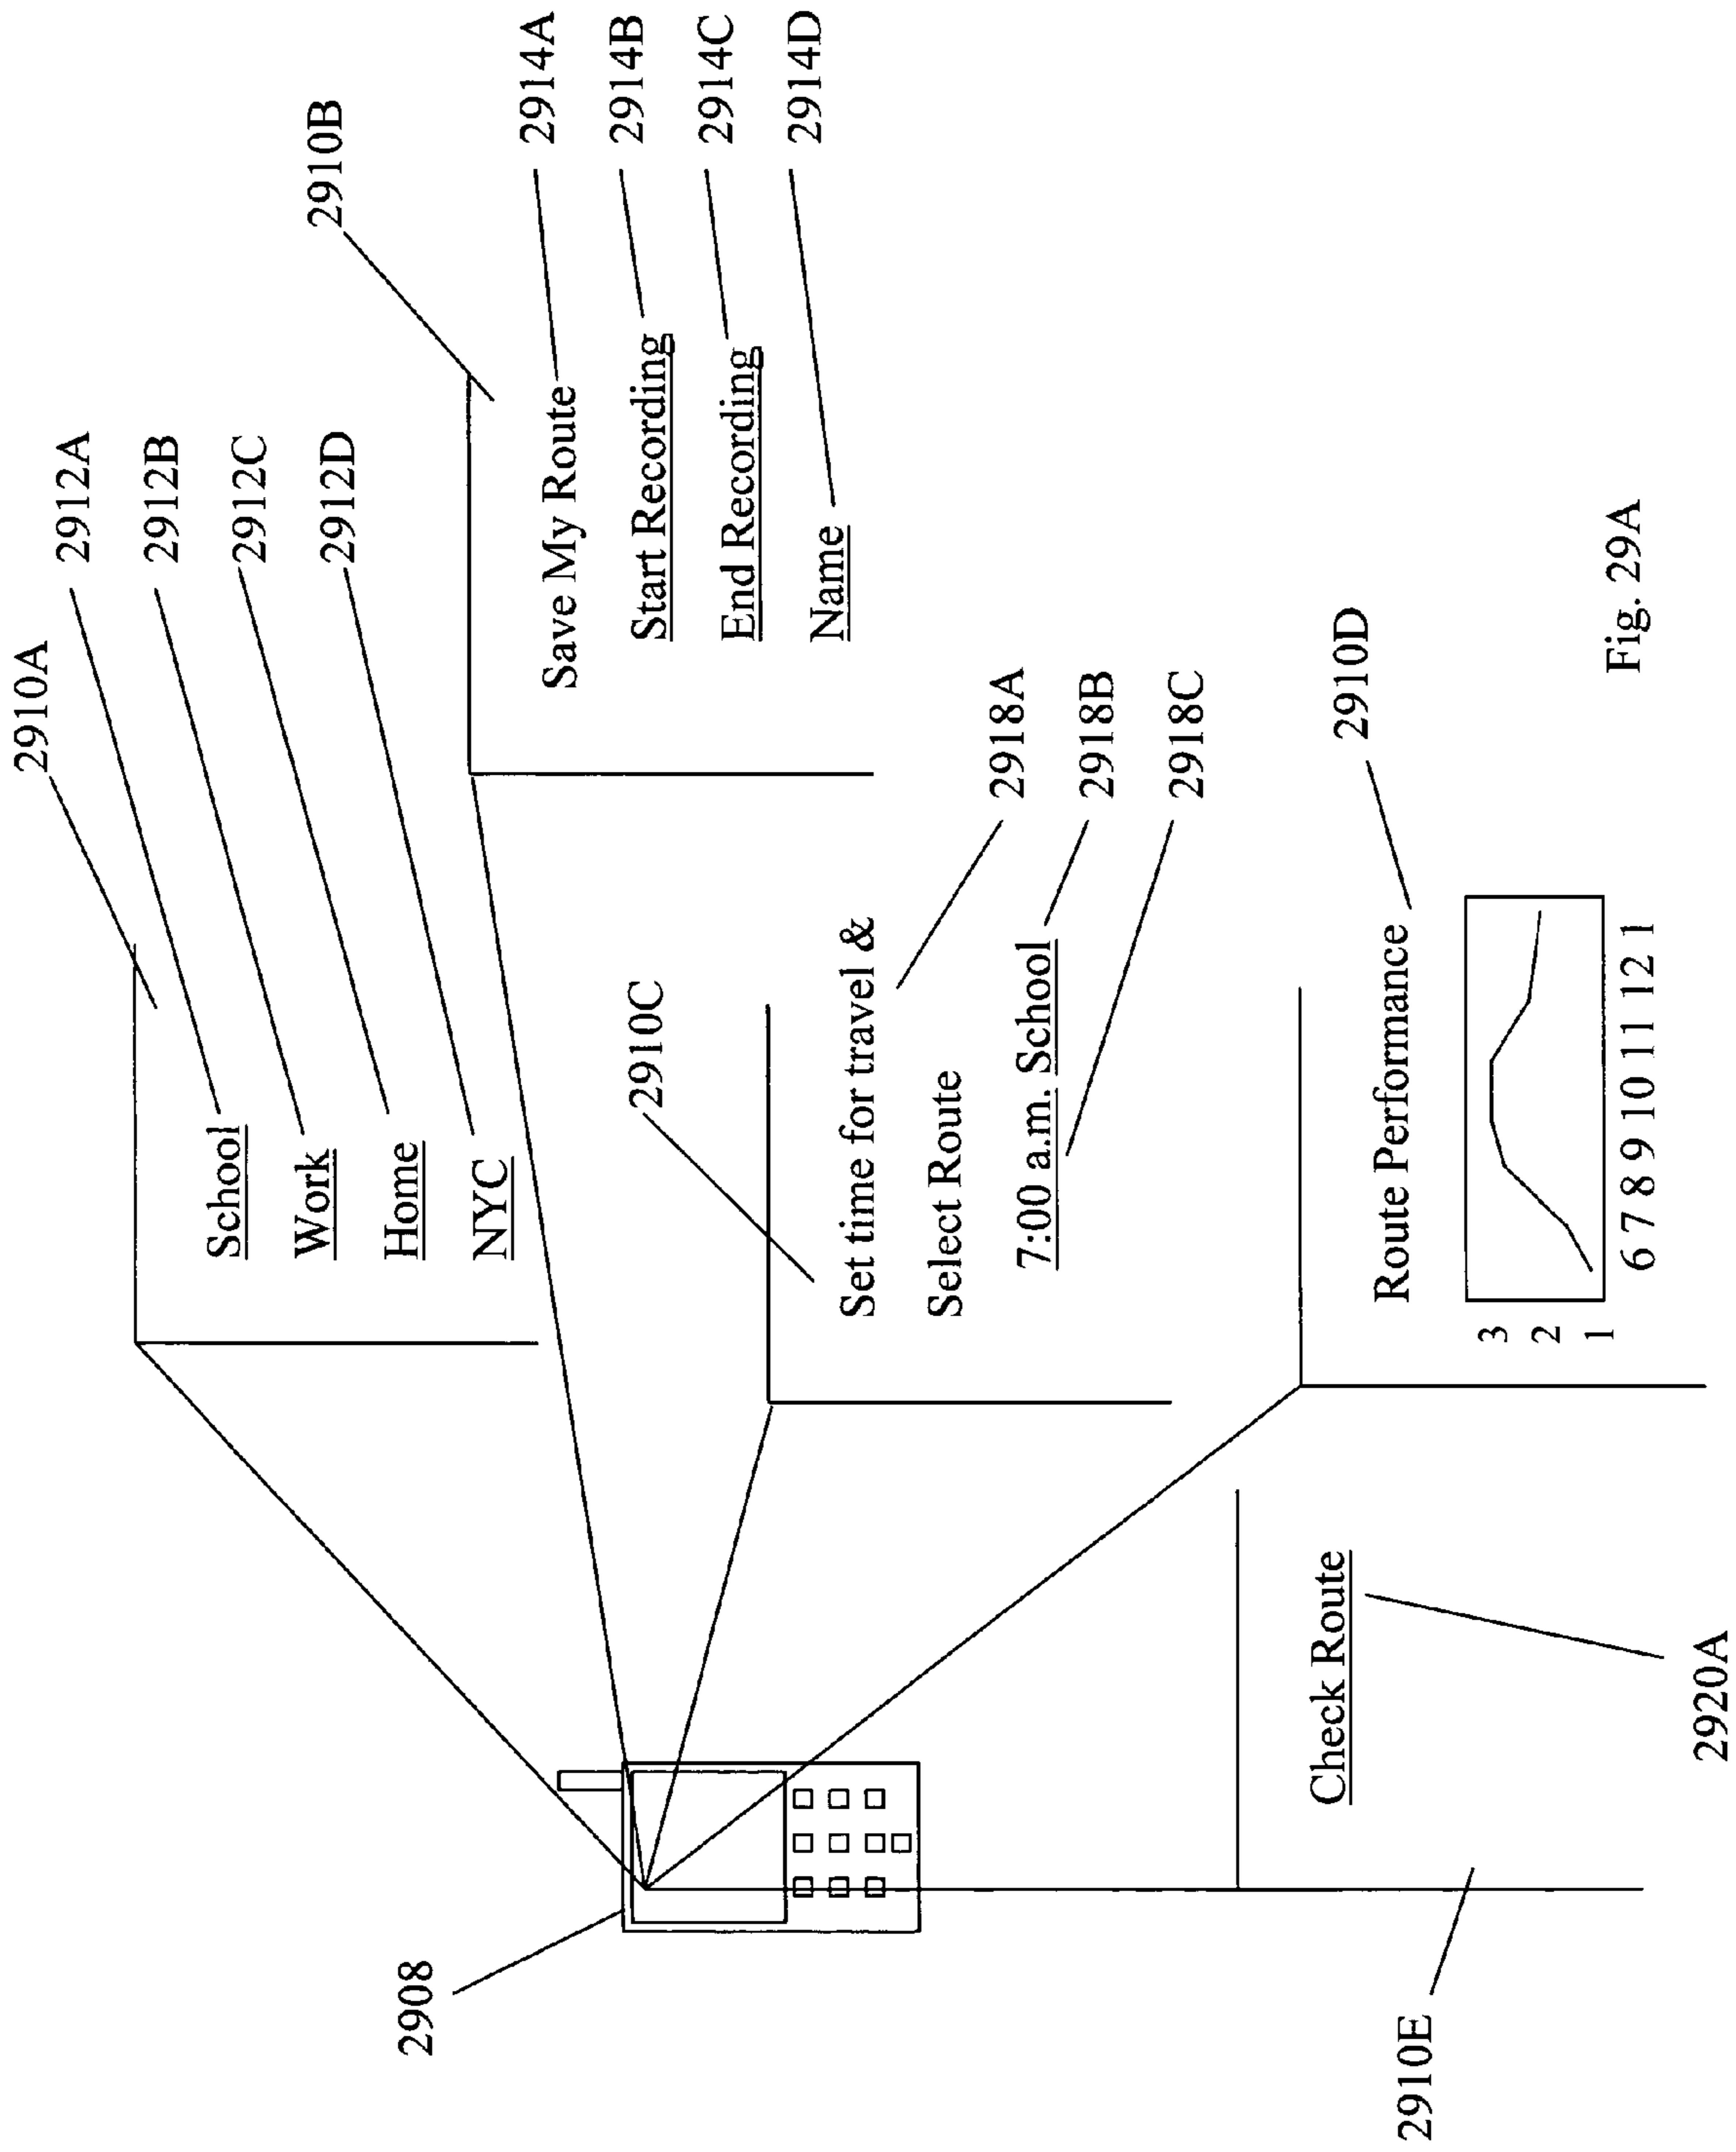 2910A
2912A
School
2912B
Work
2912C
Home
2912D
NYC
2910B
Save My Route
2914A
Start Recording
2914B
End Recording
2914C
Name
2914D
2908
2910C
Set time for travel &
Select Route
2918A
7:00 a.m. School
2918B
2918C
2910D
Route Performance
3
2
1
6 7 8 9 10 11 12 1
Check Route
2910E
2920A
Fig. 29A